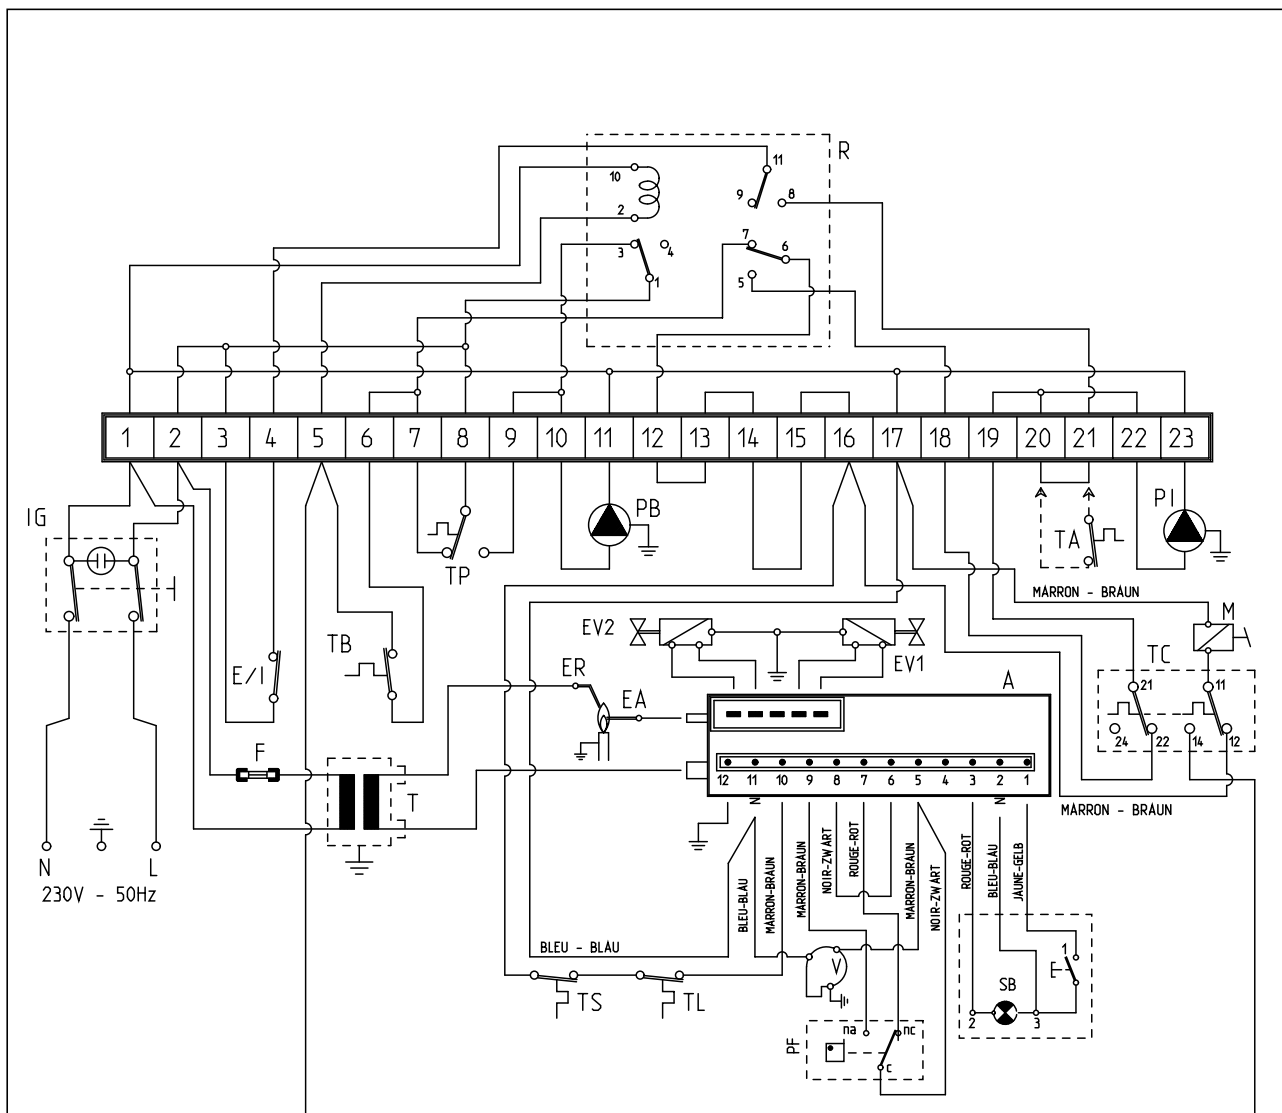 R
11
10
9
8
2
7
6
3
4
5
1
1 2 3 4 5 6 7 8 9 10 11 12 13 14 15 16 17 18 19 20 21 22 23
IG
PB
PI
TA
TP
MARRON - BRAUN
M
EV2
TB
TC
E/I
ER
EA
EV1
A
21
11
F
24
22
14
12
T
12 11 10 9 8 7 6 5 4 3 2 1
N
N
MARRON - BRAUN
N
L
230V - 50Hz
BLEU-BLAU
MARRON-BRAUN
MARRON-BRAUN
NOIR-ZWART
ROUGE-ROT
MARRON-BRAUN
NOIR-ZWART
ROUGE-ROT
BLEU-BLAU
JAUNE-GELB
BLEU - BLAU
V
1
SB
TS
TL
2
3
na
nc
PF
c